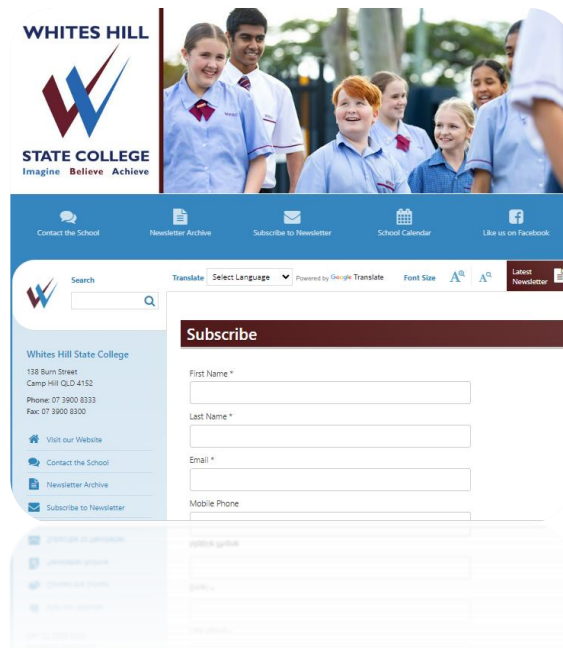 WHITES HILL
STATE COLLEGE
Imagine Believe Achieve
Contact the School
Newsletter Archive
Subscribe to Newsletter
School Calendar
Like us on Facebook
Search
Translate Select Language Powered by Google Translate Font Size
Latest
Newsletter
Subscribe
Whites Hill State College
138 Burn Street
Camp Hill QLD 4152
Phone: 07 3900 8333
Fax: 07 3900 8300
Visit our Website
Contact the School
Newsletter Archive
Subscribe to Newsletter
First Name *
Last Name *
Email *
Mobile Phone